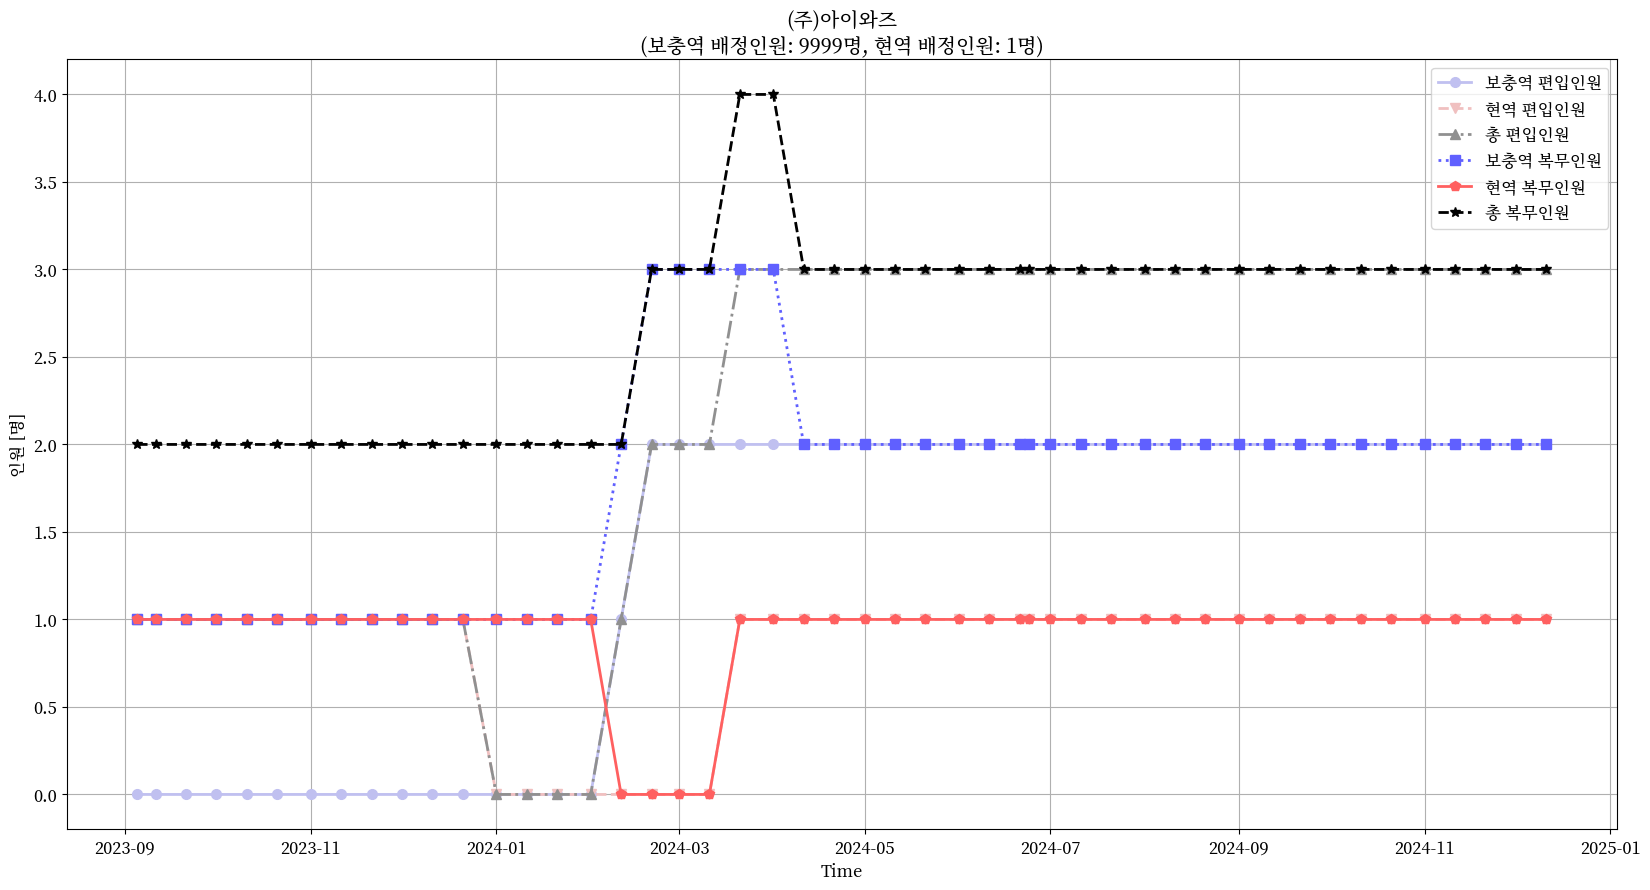 (주)아이와즈
(보충역 배정인원: 9999명, 현역 배정인원: 1명)
보충역 편입인원
현역 편입인원
총 편입인원
보충역 복무인원
현역 복무인원
총 복무인원
인원 [명]
4.0
3.5
3.0
2.5
2.0
1.5
1.0
0.5
0.0
2023-09 2023-11 2024-01 2024-03 2024-05 2024-07 2024-09 2024-11 2025-01
Time